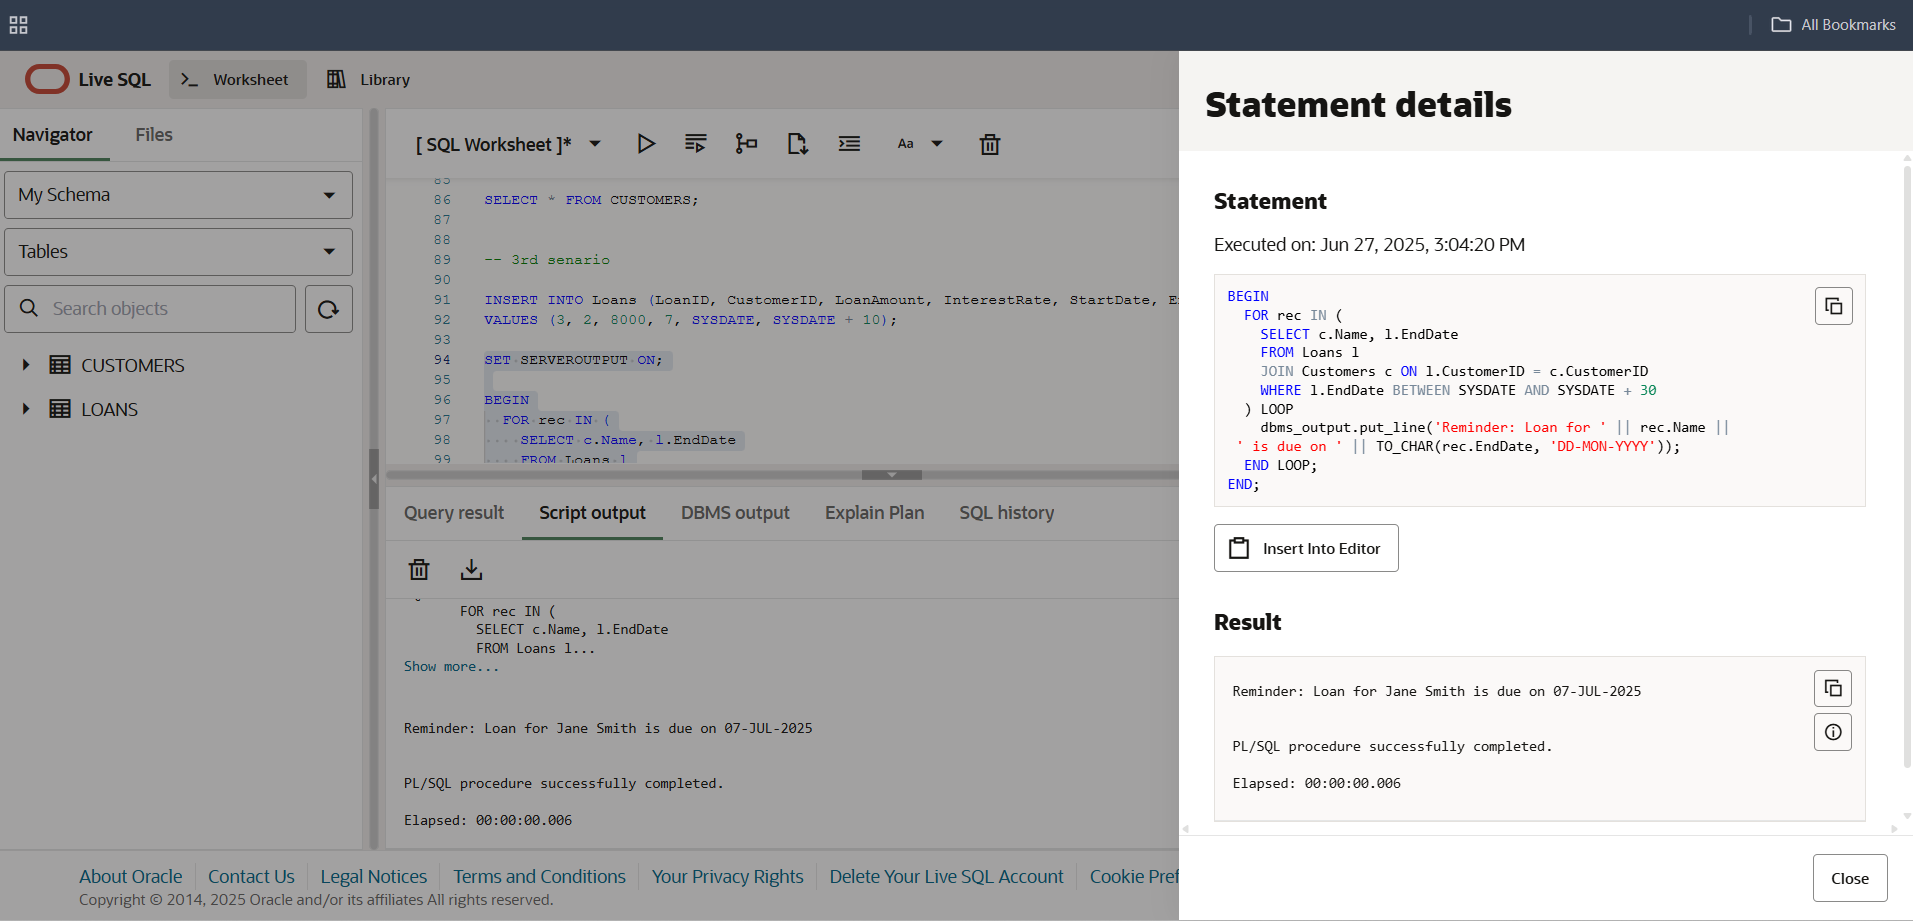 All Bookmarks
Live SQL
Worksheet
Library
Navigator
Files
My Schema
Tables
Search objects
CUSTOMERS
LOANS
[ SQL Worksheet ]*
Aa
85
86 SELECT * FROM CUSTOMERS;
87
88
89 -- 3rd senario
90
91 INSERT INTO Loans (LoanID, CustomerID, LoanAmount, InterestRate, StartDate, E
92 VALUES (3, 2, 8000, 7, SYSDATE, SYSDATE + 10);
93
94 SET SERVEROUTPUT ON;
95
96 BEGIN
97 FOR rec IN (
98 SELECT c.Name, l.EndDate
99 FROM Loans l
Query result
Script output
DBMS output
Explain Plan
SQL history
FOR rec IN (
SELECT c.Name, l.EndDate
FROM Loans l...
Show more...
Reminder: Loan for Jane Smith is due on 07-JUL-2025
PL/SQL procedure successfully completed.
Elapsed: 00:00:00.006
About Oracle
Contact Us
Legal Notices
Terms and Conditions
Your Privacy Rights
Delete Your Live SQL Account
Cookie Pref
Copyright © 2014, 2025 Oracle and/or its affiliates All rights reserved.
Statement details
Statement
Executed on: Jun 27, 2025, 3:04:20 PM
BEGIN
FOR rec IN (
SELECT c.Name, l.EndDate
FROM Loans l
JOIN Customers c ON l.CustomerID = c.CustomerID
WHERE l.EndDate BETWEEN SYSDATE AND SYSDATE + 30
) LOOP
dbms_output.put_line('Reminder: Loan for ' || rec.Name ||
' is due on ' || TO_CHAR(rec.EndDate, 'DD-MON-YYYY'));
END LOOP;
END;
Insert Into Editor
Result
Reminder: Loan for Jane Smith is due on 07-JUL-2025
PL/SQL procedure successfully completed.
Elapsed: 00:00:00.006
Close